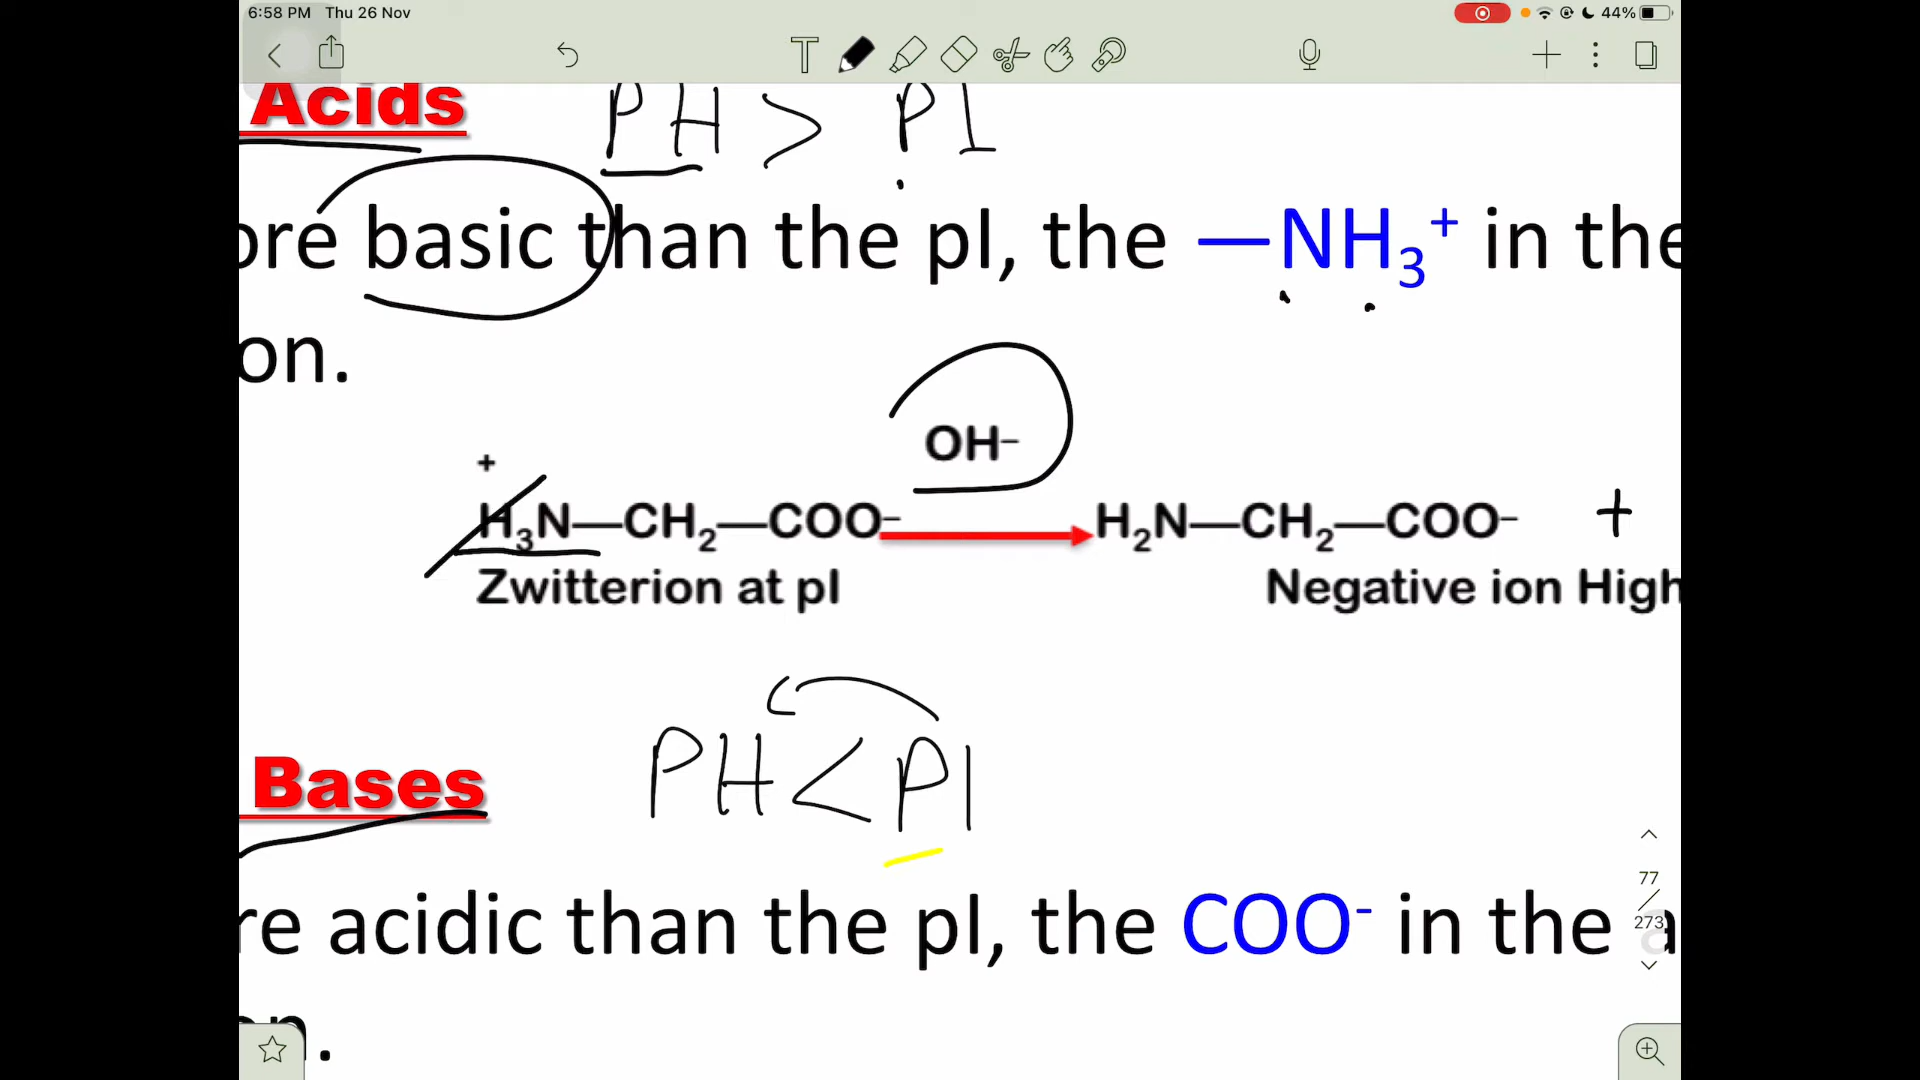 6:58 PM Thu 26 Nov 44%
Acids PH > PI
ore basic than the pI, the —NH₃⁺ in the
on.
OH–
+
H₃N—CH₂—COO– H₂N—CH₂—COO– +
Zwitterion at pI Negative ion High
PH < PI
Bases
77
273
re acidic than the pI, the COO⁻ in the a
on.